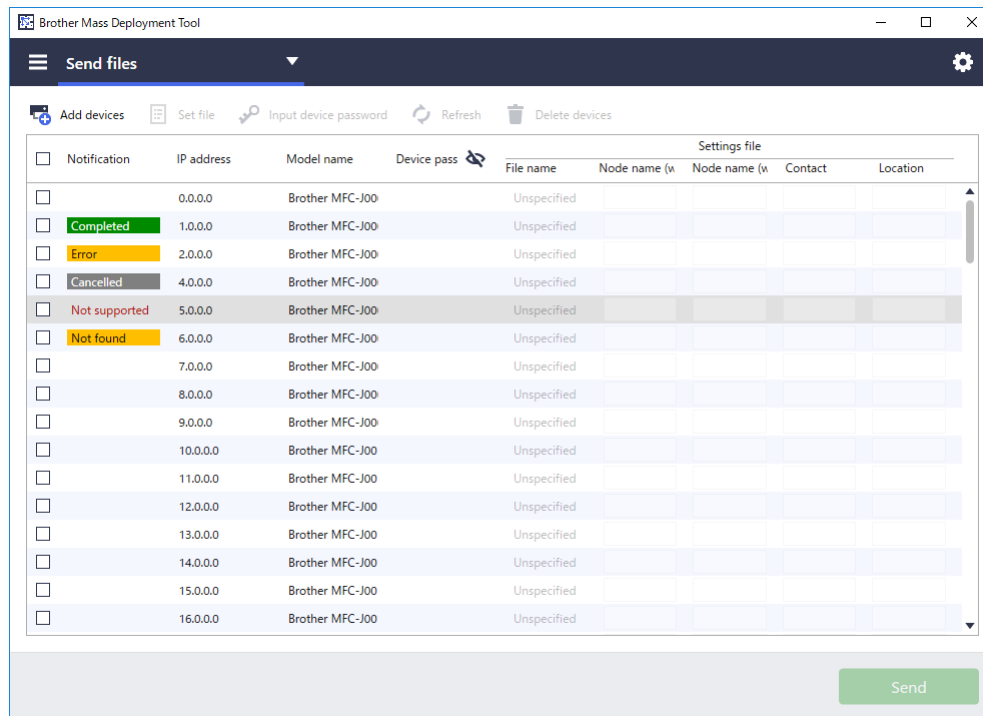 Brother Mass Deployment Tool
Send files
Add devices Set file Input device password Refresh Delete devices
Settings file
Notification IP address Model name Device pass File name Node name (w Node name (w Contact Location
0.0.0.0 Brother MFC-J00 Unspecified
Completed 1.0.0.0 Brother MFC-J00 Unspecified
Error 2.0.0.0 Brother MFC-J00 Unspecified
Cancelled 4.0.0.0 Brother MFC-J00 Unspecified
Not supported 5.0.0.0 Brother MFC-J00 Unspecified
Not found 6.0.0.0 Brother MFC-J00 Unspecified
7.0.0.0 Brother MFC-J00 Unspecified
8.0.0.0 Brother MFC-J00 Unspecified
9.0.0.0 Brother MFC-J00 Unspecified
10.0.0.0 Brother MFC-J00 Unspecified
11.0.0.0 Brother MFC-J00 Unspecified
12.0.0.0 Brother MFC-J00 Unspecified
13.0.0.0 Brother MFC-J00 Unspecified
14.0.0.0 Brother MFC-J00 Unspecified
15.0.0.0 Brother MFC-J00 Unspecified
16.0.0.0 Brother MFC-J00 Unspecified
Send